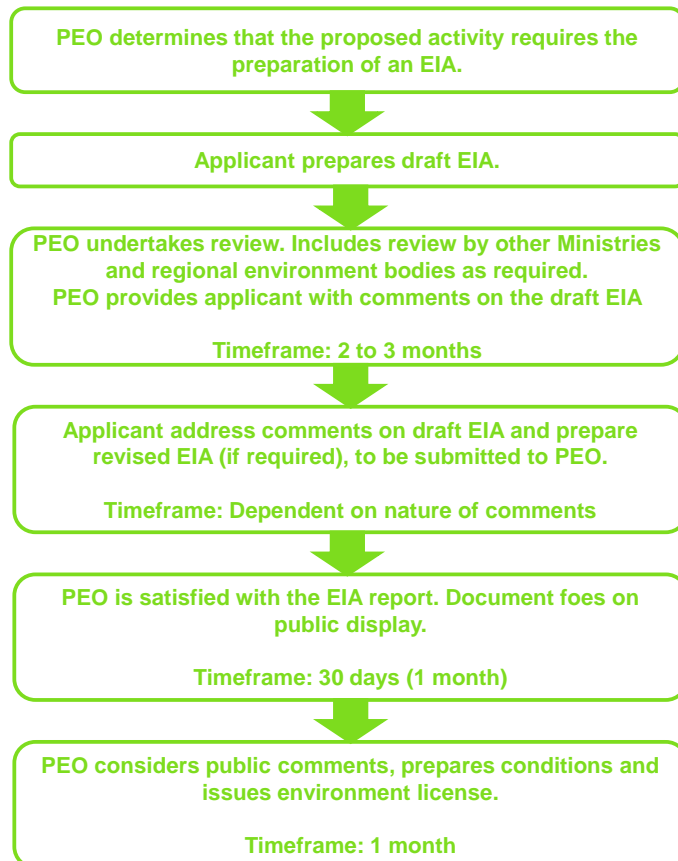 PEO determines that the proposed activity requires the
preparation of an EIA.
Applicant prepares draft EIA.
PEO undertakes review. Includes review by other Ministries
and regional environment bodies as required.
PEO provides applicant with comments on the draft EIA
Timeframe: 2 to 3 months
Applicant address comments on draft EIA and prepare
revised EIA (if required), to be submitted to PEO.
Timeframe: Dependent on nature of comments
PEO is satisfied with the EIA report. Document foes on
public display.
Timeframe: 30 days (1 month)
PEO considers public comments, prepares conditions and
issues environment license.
Timeframe: 1 month